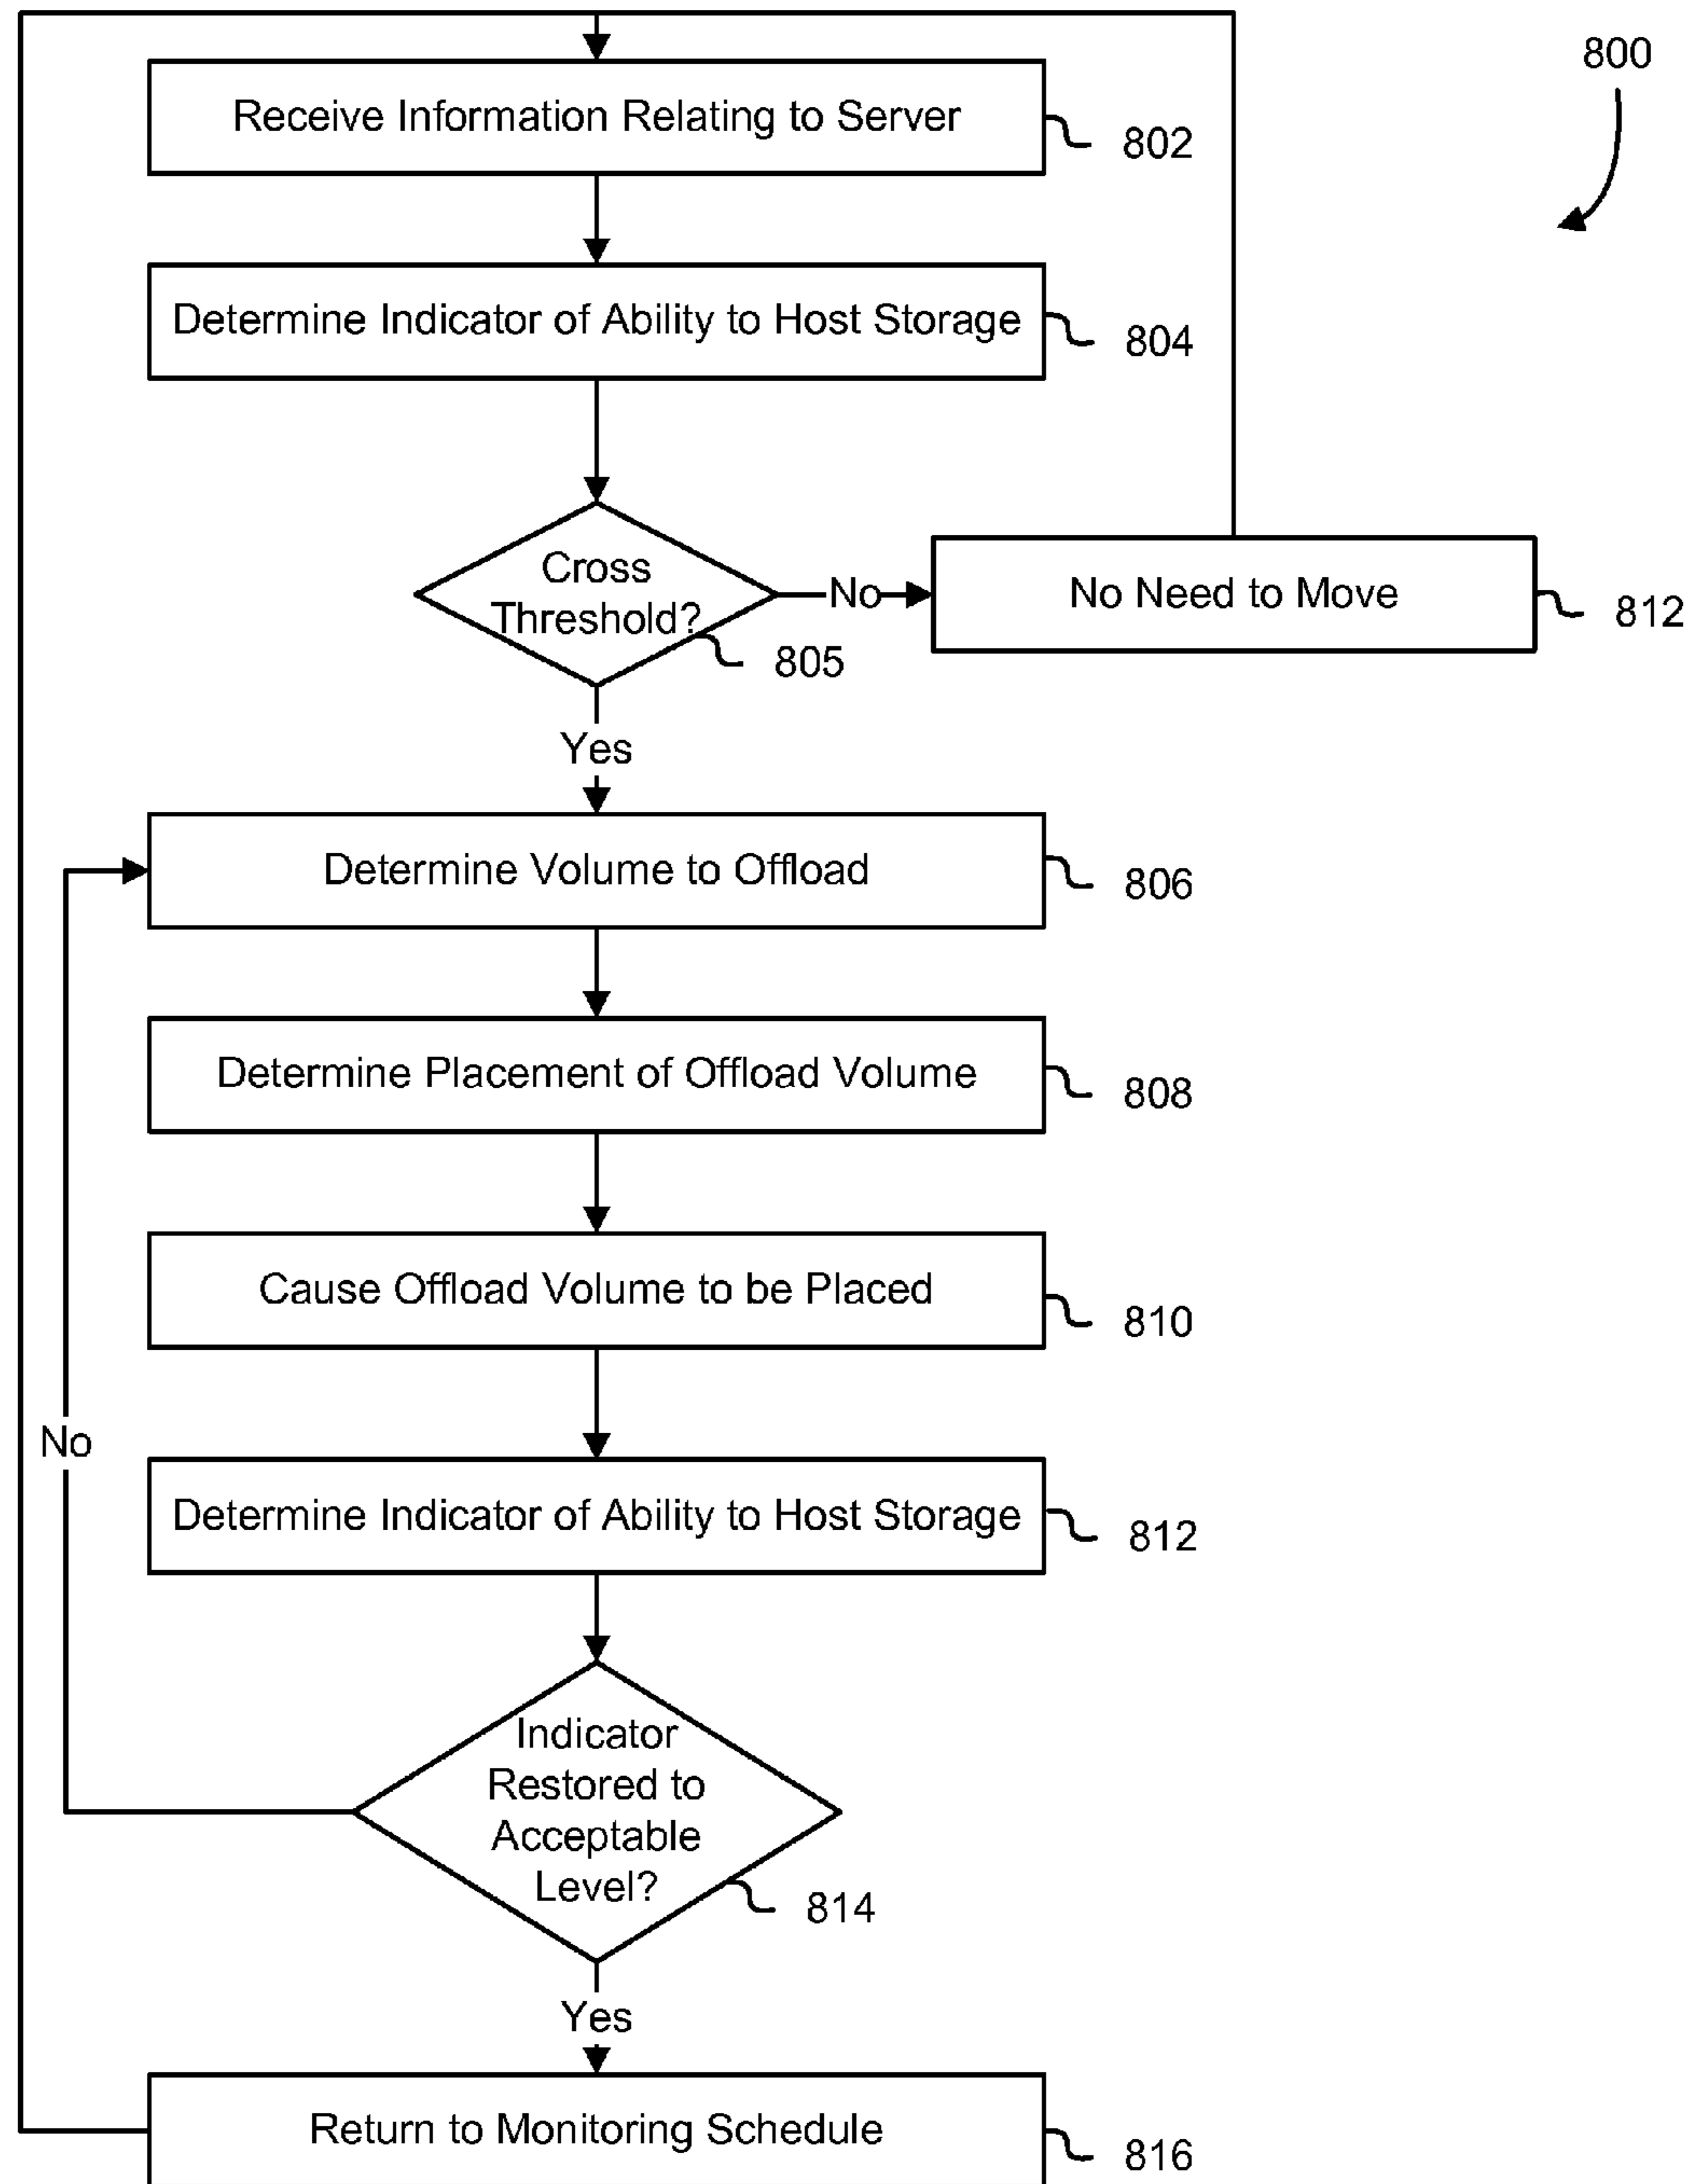 800
Receive Information Relating to Server
802
Determine Indicator of Ability to Host Storage
804
Cross
Threshold?
805
No
No Need to Move
812
Yes
Determine Volume to Offload
806
Determine Placement of Offload Volume
808
Cause Offload Volume to be Placed
810
No
Determine Indicator of Ability to Host Storage
812
Indicator
Restored to
Acceptable
Level?
814
Yes
Return to Monitoring Schedule
816